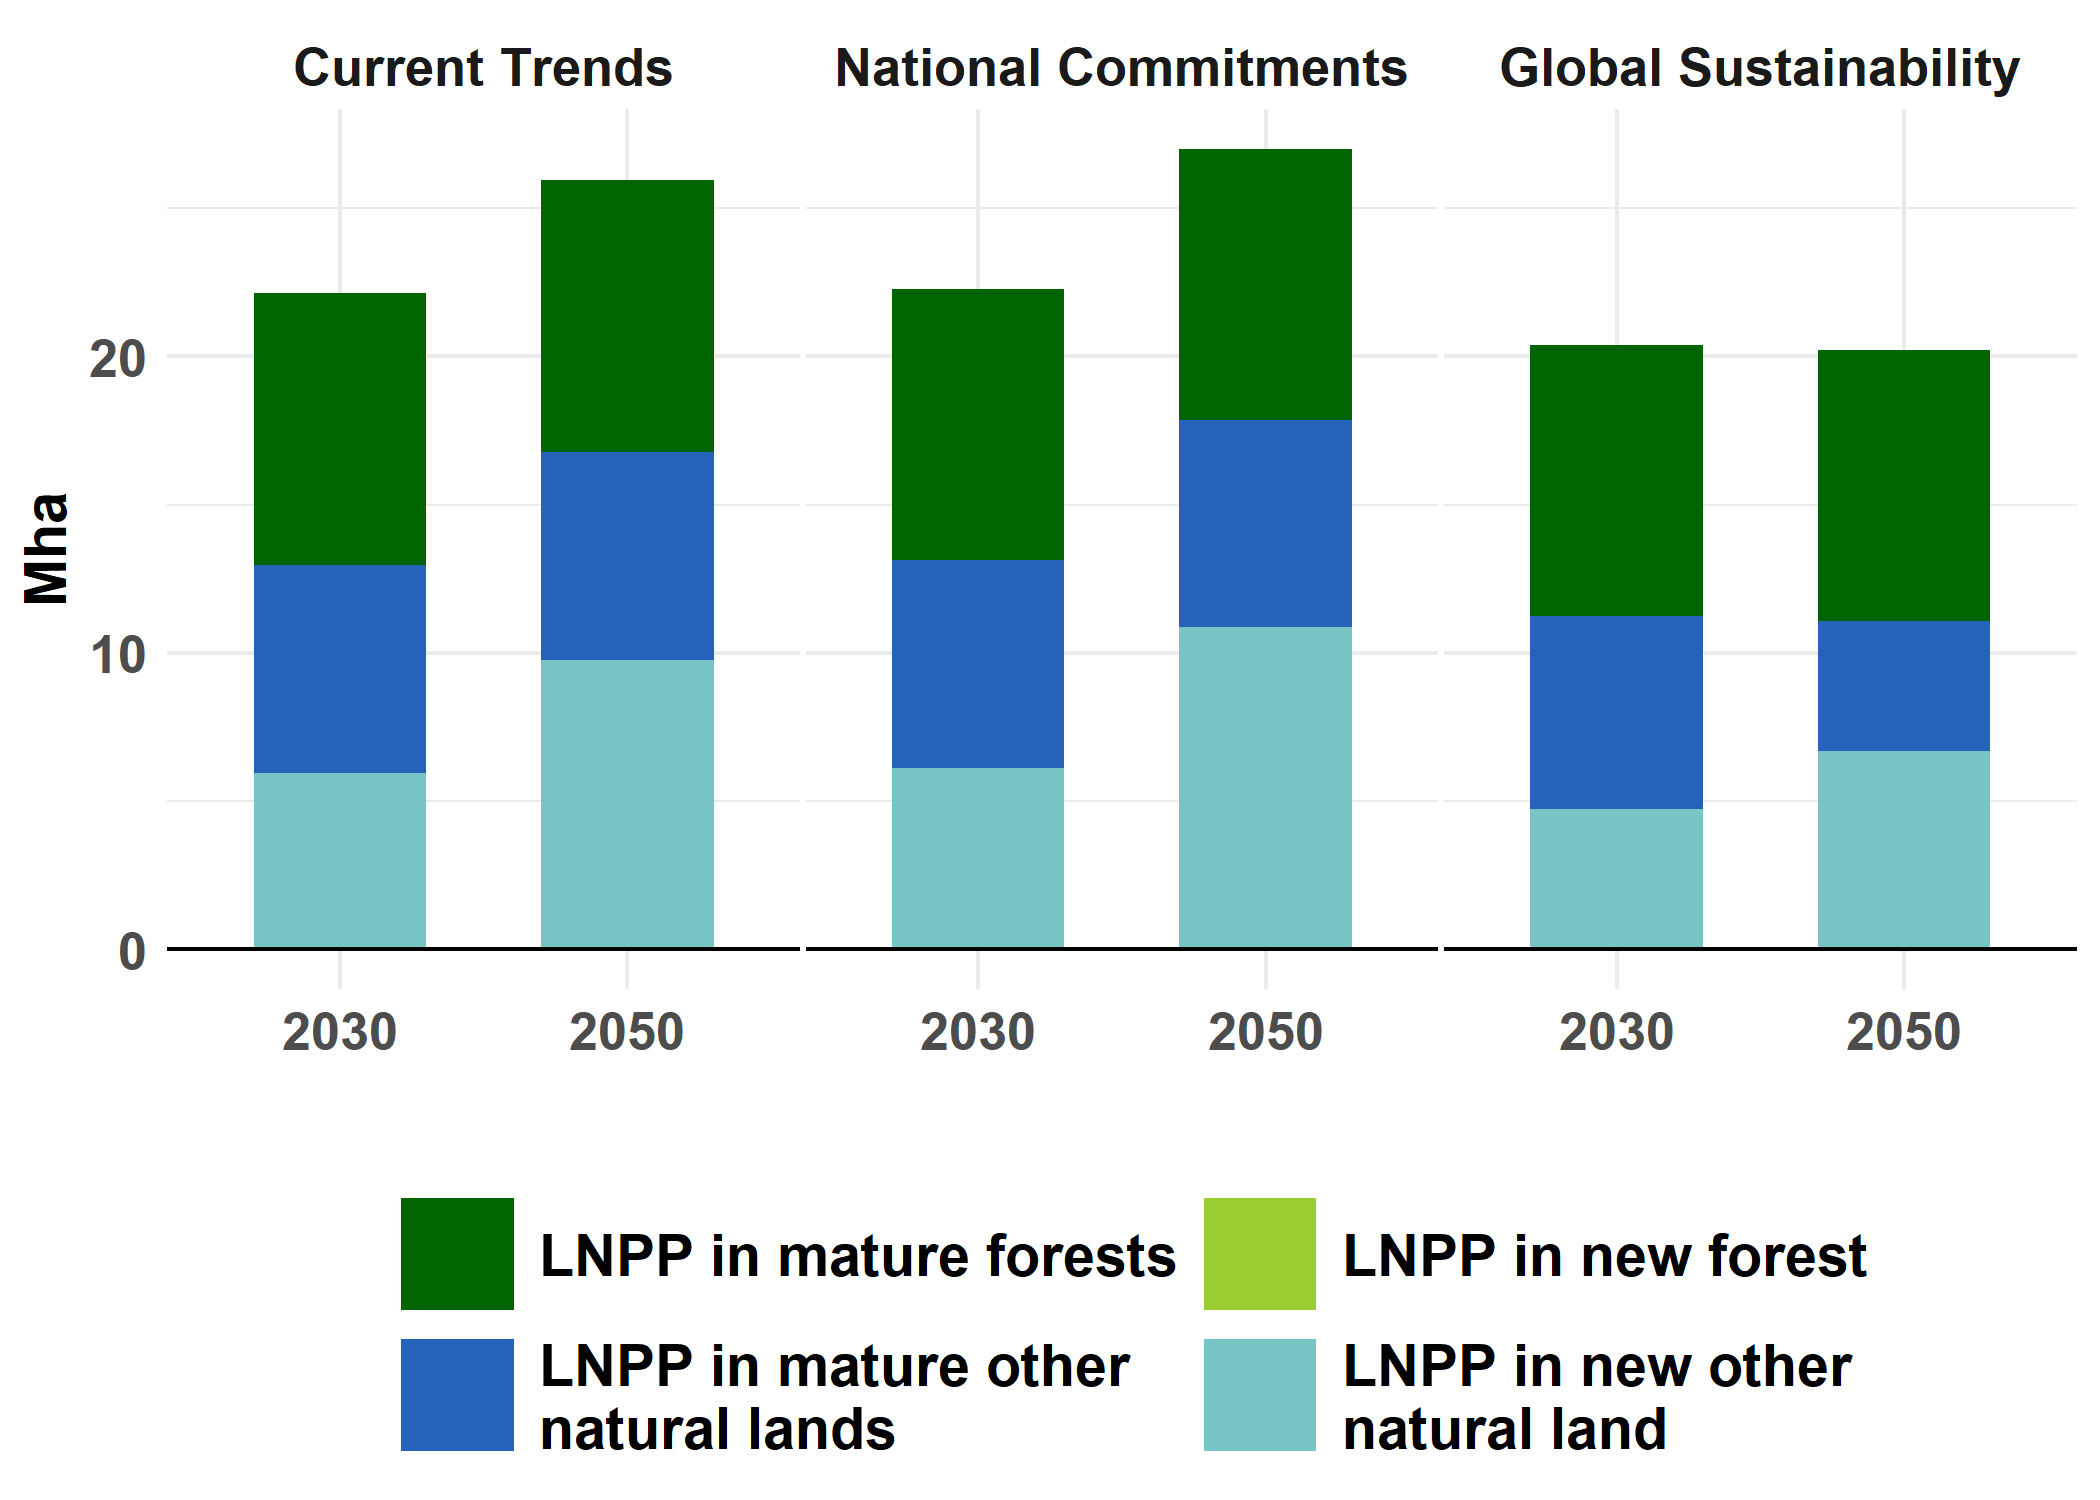 Current Trends
National Commitments
Global Sustainability
Mha
20
10
0
2030
2050
2030
2050
2030
2050
LNPP in mature forests
LNPP in new forest
LNPP in mature other
natural lands
LNPP in new other
natural land